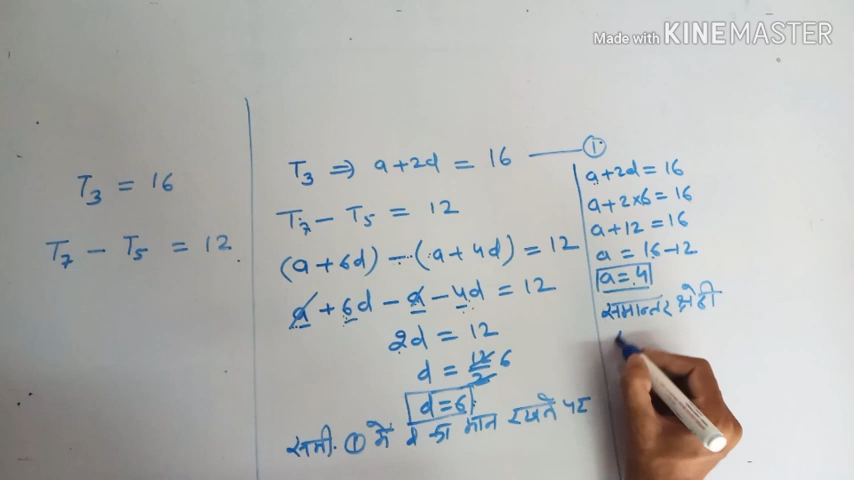 Made with KINEMASTER
T₃ = 16
T₇ - T₅ = 12
T₃ ⇒ a+2d = 16 —— ①
T₇ - T₅ = 12
(a + 6d) - (a + 4d) = 12
a + 6d - a - 4d = 12
2d = 12
d = 12/2 6
d = 6
समी. ① में d का मान रखने पर
a+2d = 16
a+2×6 = 16
a+12 = 16
a = 16-12
a = 4
समान्तर श्रेढी